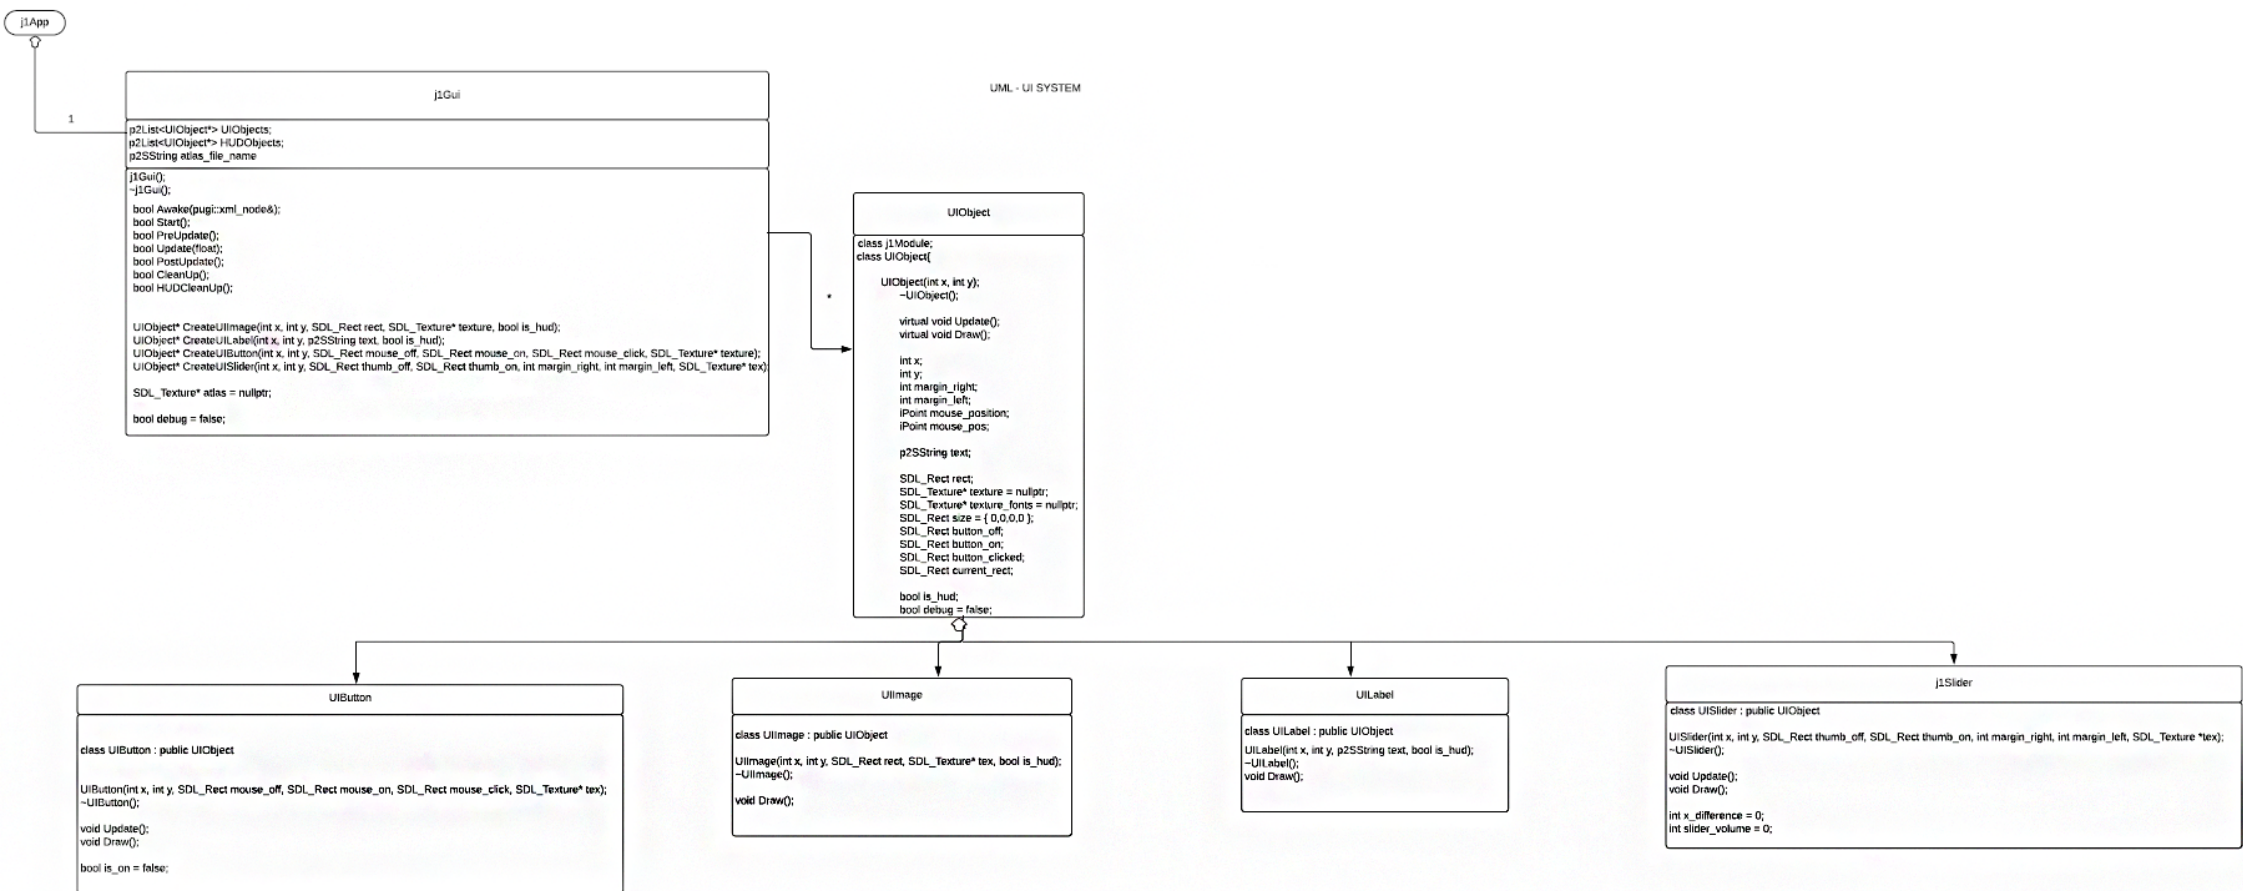 j1App
1
UML - UI SYSTEM
j1Gui
p2List<UIObject*> UIObjects;
p2List<UIObject*> HUDObjects;
p2SString atlas_file_name
j1Gui();
~j1Gui();
bool Awake(pugi::xml_node&);
bool Start();
bool PreUpdate();
bool Update(float);
bool PostUpdate();
bool CleanUp();
bool HUDCleanUp();
UIObject* CreateUIImage(int x, int y, SDL_Rect rect, SDL_Texture* texture, bool is_hud);
UIObject* CreateUILabel(int x, int y, p2SString text, bool is_hud);
UIObject* CreateUIButton(int x, int y, SDL_Rect mouse_off, SDL_Rect mouse_on, SDL_Rect mouse_click, SDL_Texture* texture);
UIObject* CreateUISlider(int x, int y, SDL_Rect thumb_off, SDL_Rect thumb_on, int margin_right, int margin_left, SDL_Texture* tex)
SDL_Texture* atlas = nullptr;
bool debug = false;
*
UIObject
class j1Module;
class UIObject{
UIObject(int x, int y);
~UIObject();
virtual void Update();
virtual void Draw();
int x;
int y;
int margin_right;
int margin_left;
iPoint mouse_position;
iPoint mouse_pos;
p2SString text;
SDL_Rect rect;
SDL_Texture* texture = nullptr;
SDL_Texture* texture_fonts = nullptr;
SDL_Rect size = { 0,0,0,0 };
SDL_Rect button_off;
SDL_Rect button_on;
SDL_Rect button_clicked;
SDL_Rect current_rect;
bool is_hud;
bool debug = false;
UIButton
class UIButton : public UIObject
UIButton(int x, int y, SDL_Rect mouse_off, SDL_Rect mouse_on, SDL_Rect mouse_click, SDL_Texture* tex);
~UIButton();
void Update();
void Draw();
bool is_on = false;
UIImage
class UIImage : public UIObject
UIImage(int x, int y, SDL_Rect rect, SDL_Texture* tex, bool is_hud);
~UIImage();
void Draw();
UILabel
class UILabel : public UIObject
UILabel(int x, int y, p2SString text, bool is_hud);
~UILabel();
void Draw();
j1Slider
class UISlider : public UIObject
UISlider(int x, int y, SDL_Rect thumb_off, SDL_Rect thumb_on, int margin_right, int margin_left, SDL_Texture *tex);
~UISlider();
void Update();
void Draw();
int x_difference = 0;
int slider_volume = 0;